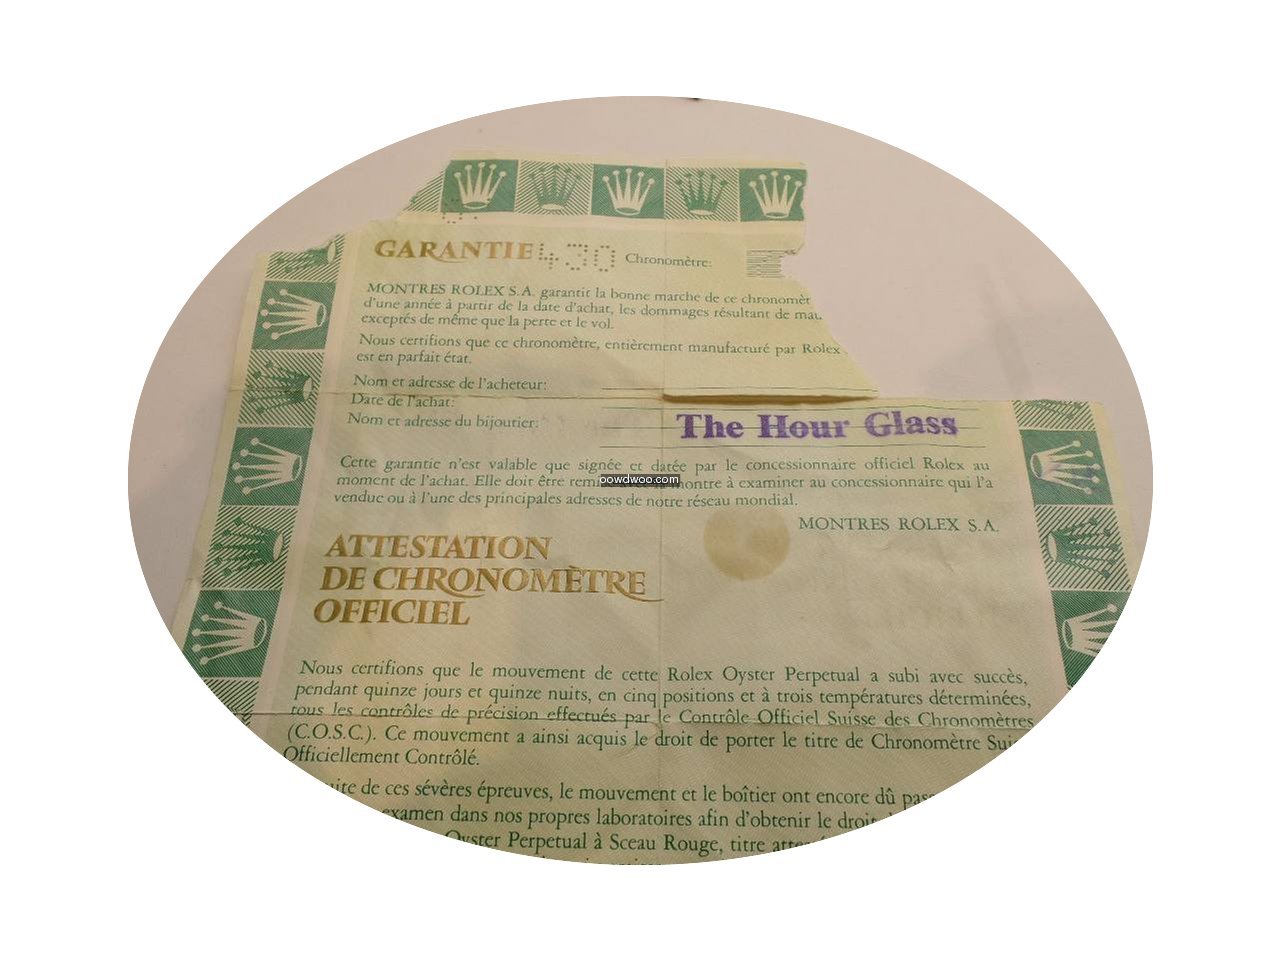 GARANTIE 430 Chronomètre:
MONTRES ROLEX S.A. garantit la bonne marche de ce chronomèt
d'une année à partir de la date d'achat, les dommages résultant de mau
exceptés de même que la perte et le vol.
Nous certifions que ce chronomètre, entièrement manufacturé par Rolex
est en parfait état.
Nom et adresse de l'acheteur:
Date de l'achat:
Nom et adresse du bijoutier:
The Hour Glass
Cette garantie n'est valable que signée et datée par le concessionnaire officiel Rolex au
moment de l'achat. Elle doit être oowdwoo.com montre à examiner au concessionnaire qui l'a
vendue ou à l'une des principales adresses de notre réseau mondial.
MONTRES ROLEX S.A.
ATTESTATION
DE CHRONOMÈTRE
OFFICIEL
Nous certifions que le mouvement de cette Rolex Oyster Perpetual a subi avec succès,
pendant quinze jours et quinze nuits, en cinq positions et à trois températures déterminées,
tous les contrôles de précision effectués par le Contrôle Officiel Suisse des Chronomètres
(C.O.S.C.). Ce mouvement a ainsi acquis le droit de porter le titre de Chronomètre Sui
Officiellement Contrôlé.
uite de ces sévères épreuves, le mouvement et le boîtier ont encore dû pas
examen dans nos propres laboratoires afin d'obtenir le droit
Oyster Perpetual à Sceau Rouge, titre